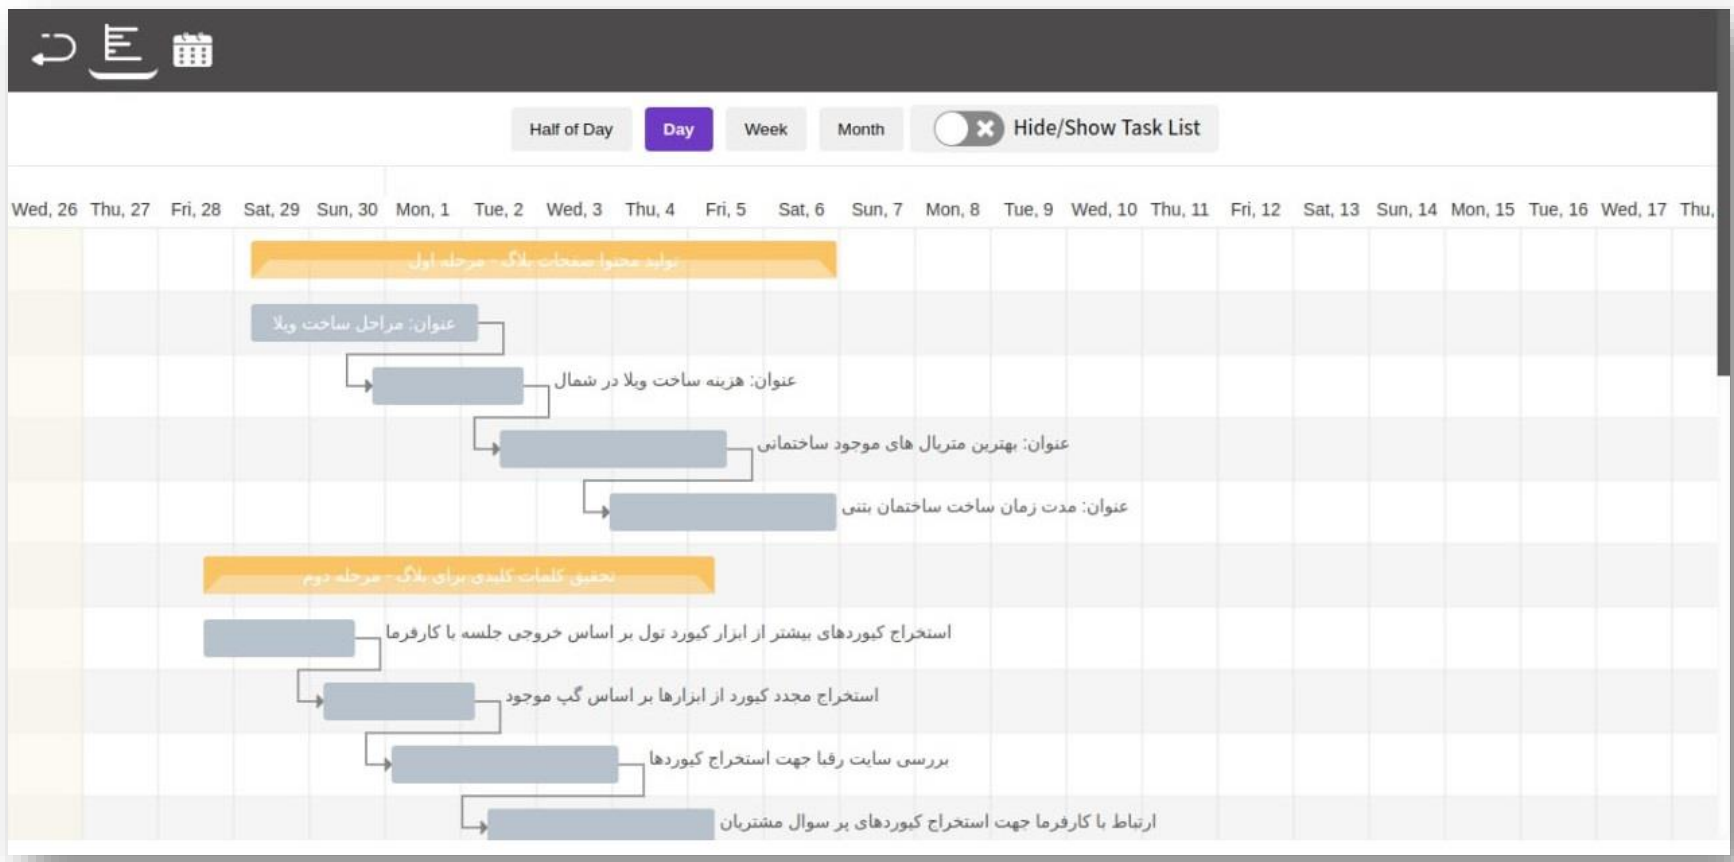 Half of Day Day Week Month Hide/Show Task List
Wed, 26 Thu, 27 Fri, 28 Sat, 29 Sun, 30 Mon, 1 Tue, 2 Wed, 3 Thu, 4 Fri, 5 Sat, 6 Sun, 7 Mon, 8 Tue, 9 Wed, 10 Thu, 11 Fri, 12 Sat, 13 Sun, 14 Mon, 15 Tue, 16 Wed, 17 Thu,
تولید محتوا صفحات بلاگ - مرحله اول
عنوان: مراحل ساخت ویلا
عنوان: هزینه ساخت ویلا در شمال
عنوان: بهترین متریال های موجود ساختمانی
عنوان: مدت زمان ساخت ساختمان بتنی
تحقیق کلمات کلیدی برای بلاگ - مرحله دوم
استخراج کیوردهای بیشتر از ابزار کیورد تول بر اساس خروجی جلسه با کارفرما
استخراج مجدد کیورد از ابزارها بر اساس گپ موجود
بررسی سایت رقبا جهت استخراج کیوردها
ارتباط با کارفرما جهت استخراج کیوردهای پر سوال مشتریان